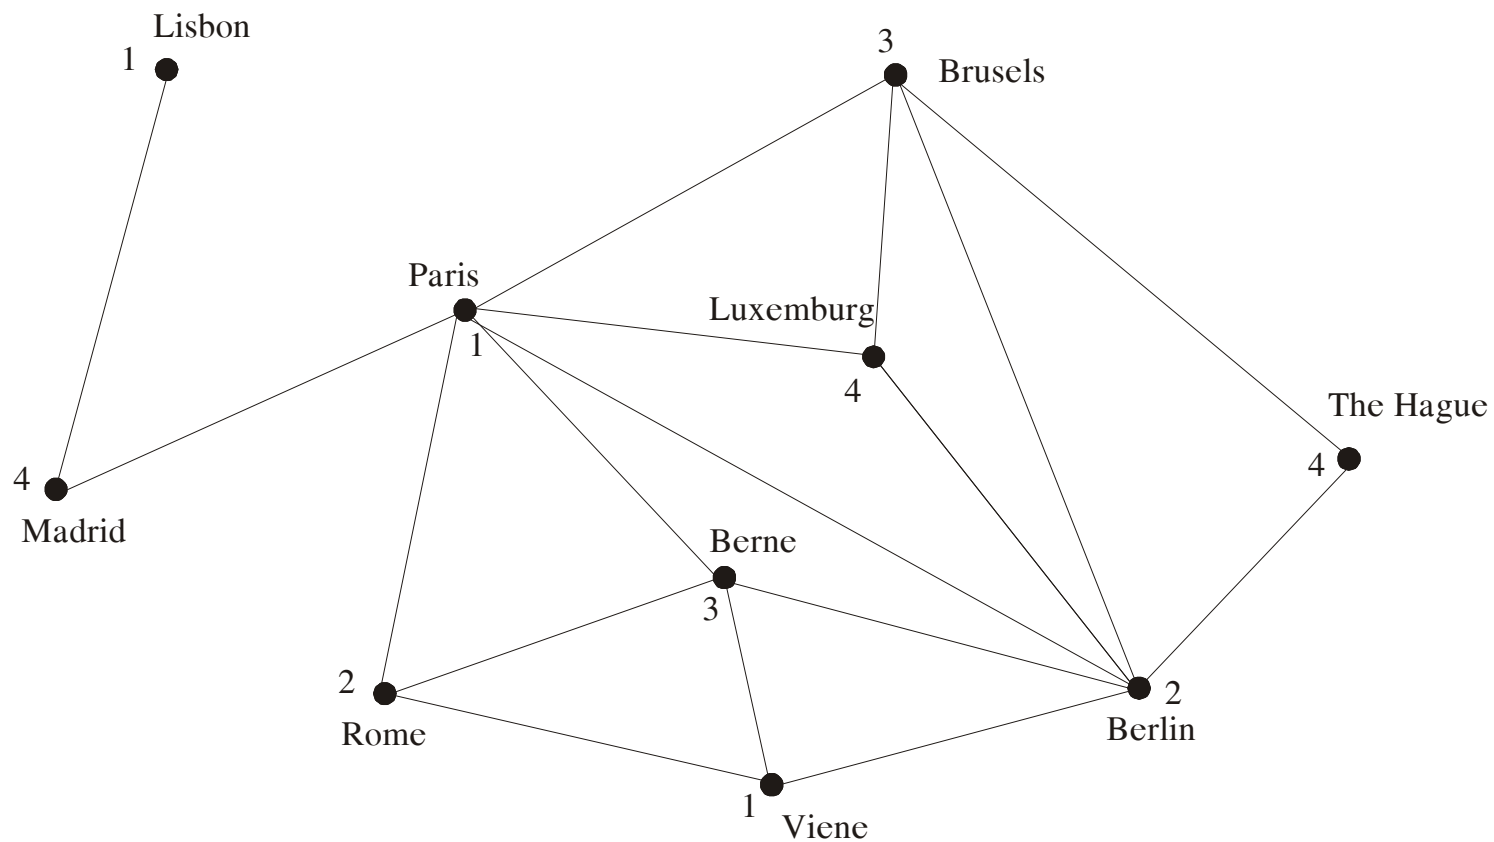 Lisbon
1
3
Brusels
Paris
1
Luxemburg
4
The Hague
4
4
Madrid
Berne
3
2
Rome
2
Berlin
1
Viene